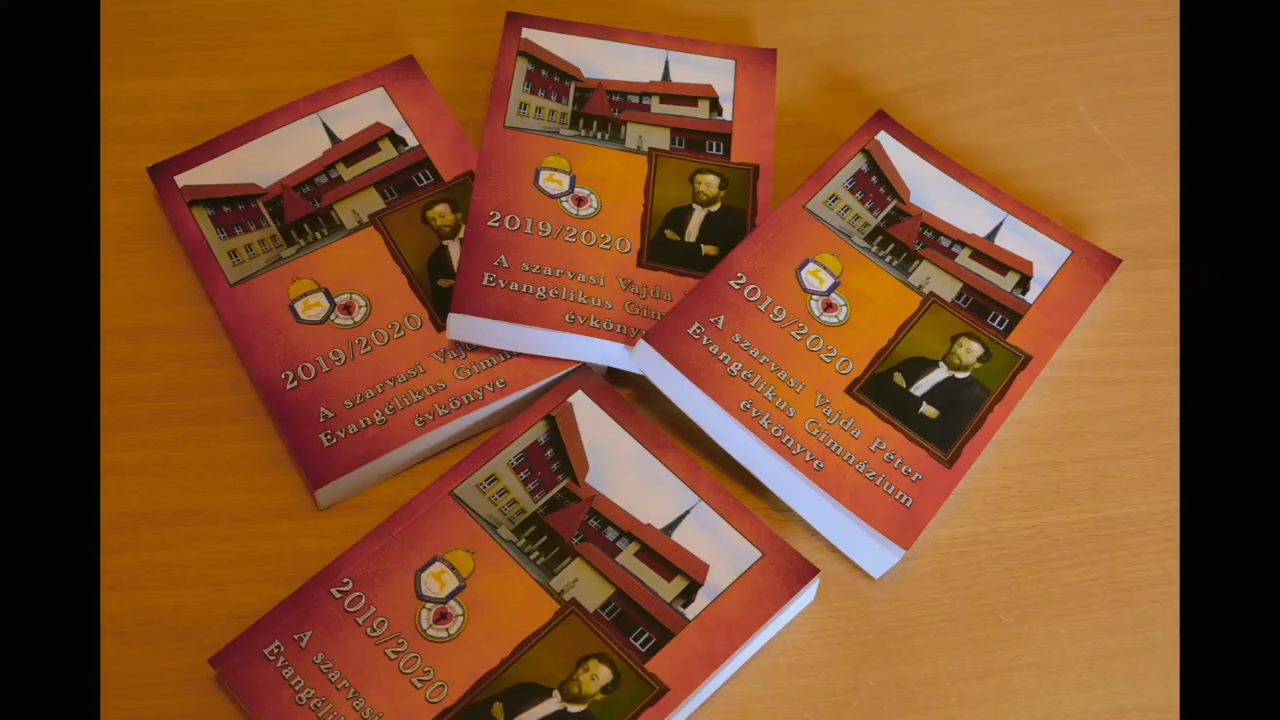 2019/2020
A szarvasi Vajda
Evangélikus
évkönyve
2019/2020
A szarvasi
Evangélikus
évkönyve
2019/2020
A szarvasi Vajda Péter
Evangélikus Gimnázium
évkönyve
2019/2020
A szarvasi